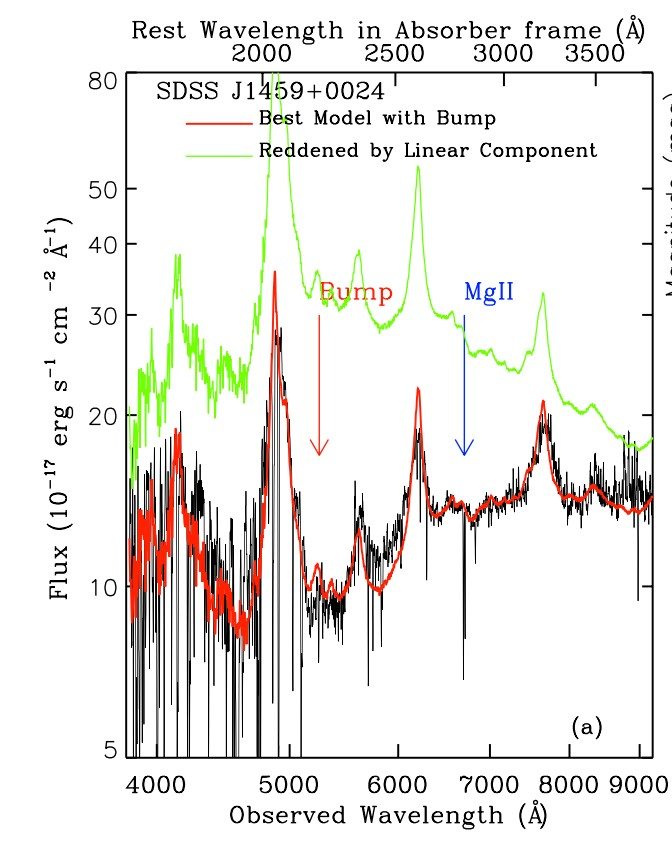 Rest Wavelength in Absorber frame (Å)
2000 2500 3000 3500
80
SDSS J1459+0024
Best Model with Bump
Reddened by Linear Component
50
40
Bump MgII
30
20
10
5
Flux (10⁻¹⁷ erg s⁻¹ cm ⁻² Å⁻¹)
(a)
4000 5000 6000 7000 8000 9000
Observed Wavelength (Å)